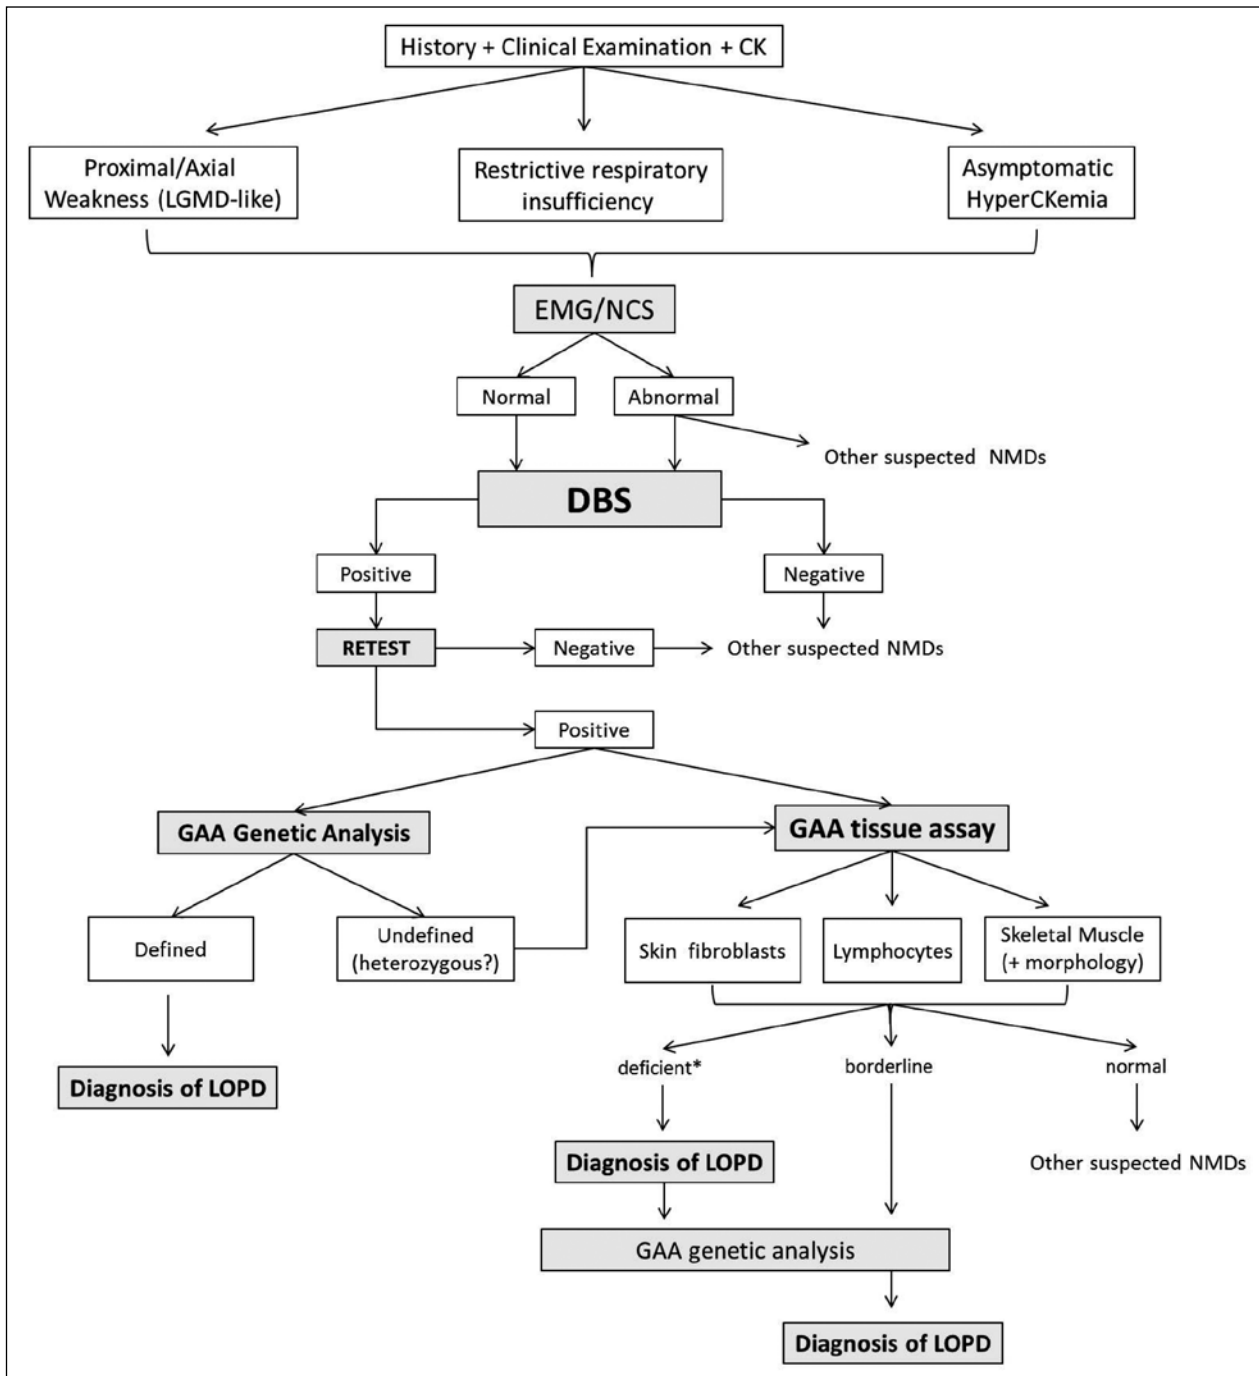 History + Clinical Examination + CK
Proximal/Axial
Weakness (LGMD-like)
Restrictive respiratory
insufficiency
Asymptomatic
HyperCKemia
EMG/NCS
Normal
Abnormal
Other suspected NMDs
DBS
Positive
Negative
RETEST
Negative
Other suspected NMDs
Positive
GAA Genetic Analysis
GAA tissue assay
Defined
Undefined
(heterozygous?)
Skin fibroblasts
Lymphocytes
Skeletal Muscle
(+ morphology)
deficient*
borderline
normal
Diagnosis of LOPD
Diagnosis of LOPD
Other suspected NMDs
GAA genetic analysis
Diagnosis of LOPD